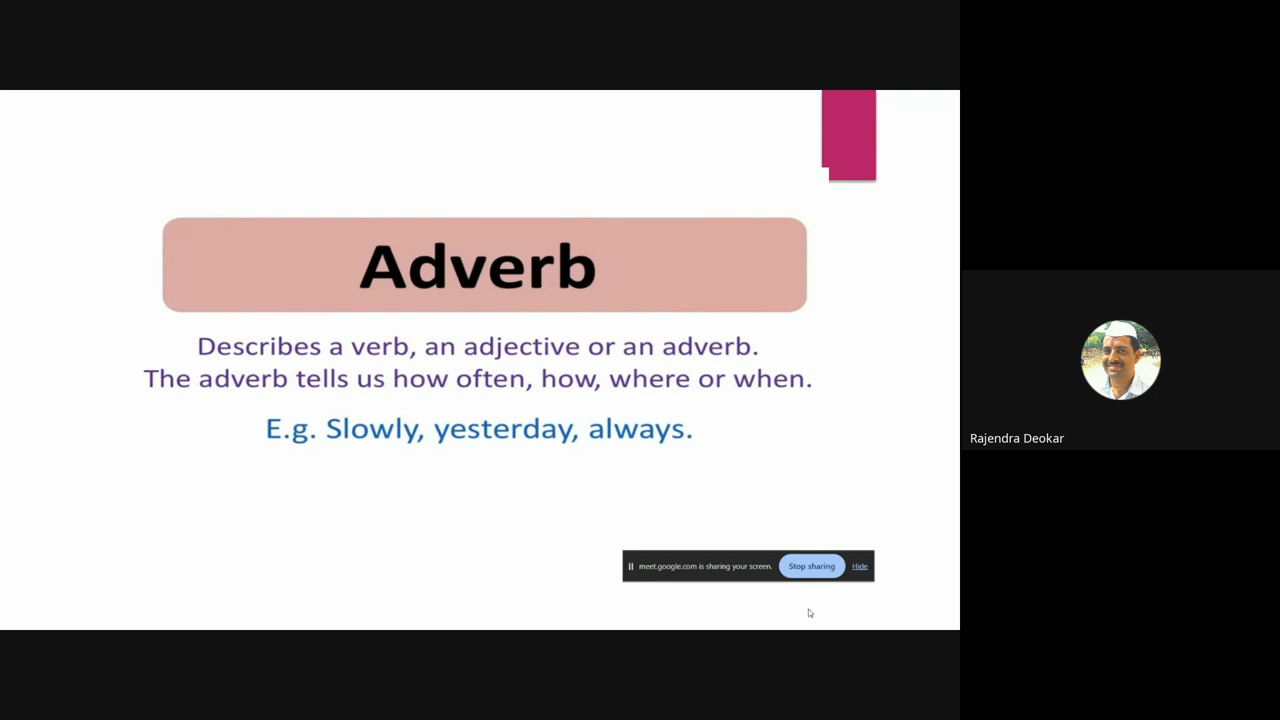 Adverb
Describes a verb, an adjective or an adverb.
The adverb tells us how often, how, where or when.
E.g. Slowly, yesterday, always.
meet.google.com is sharing your screen. Stop sharing Hide
Rajendra Deokar